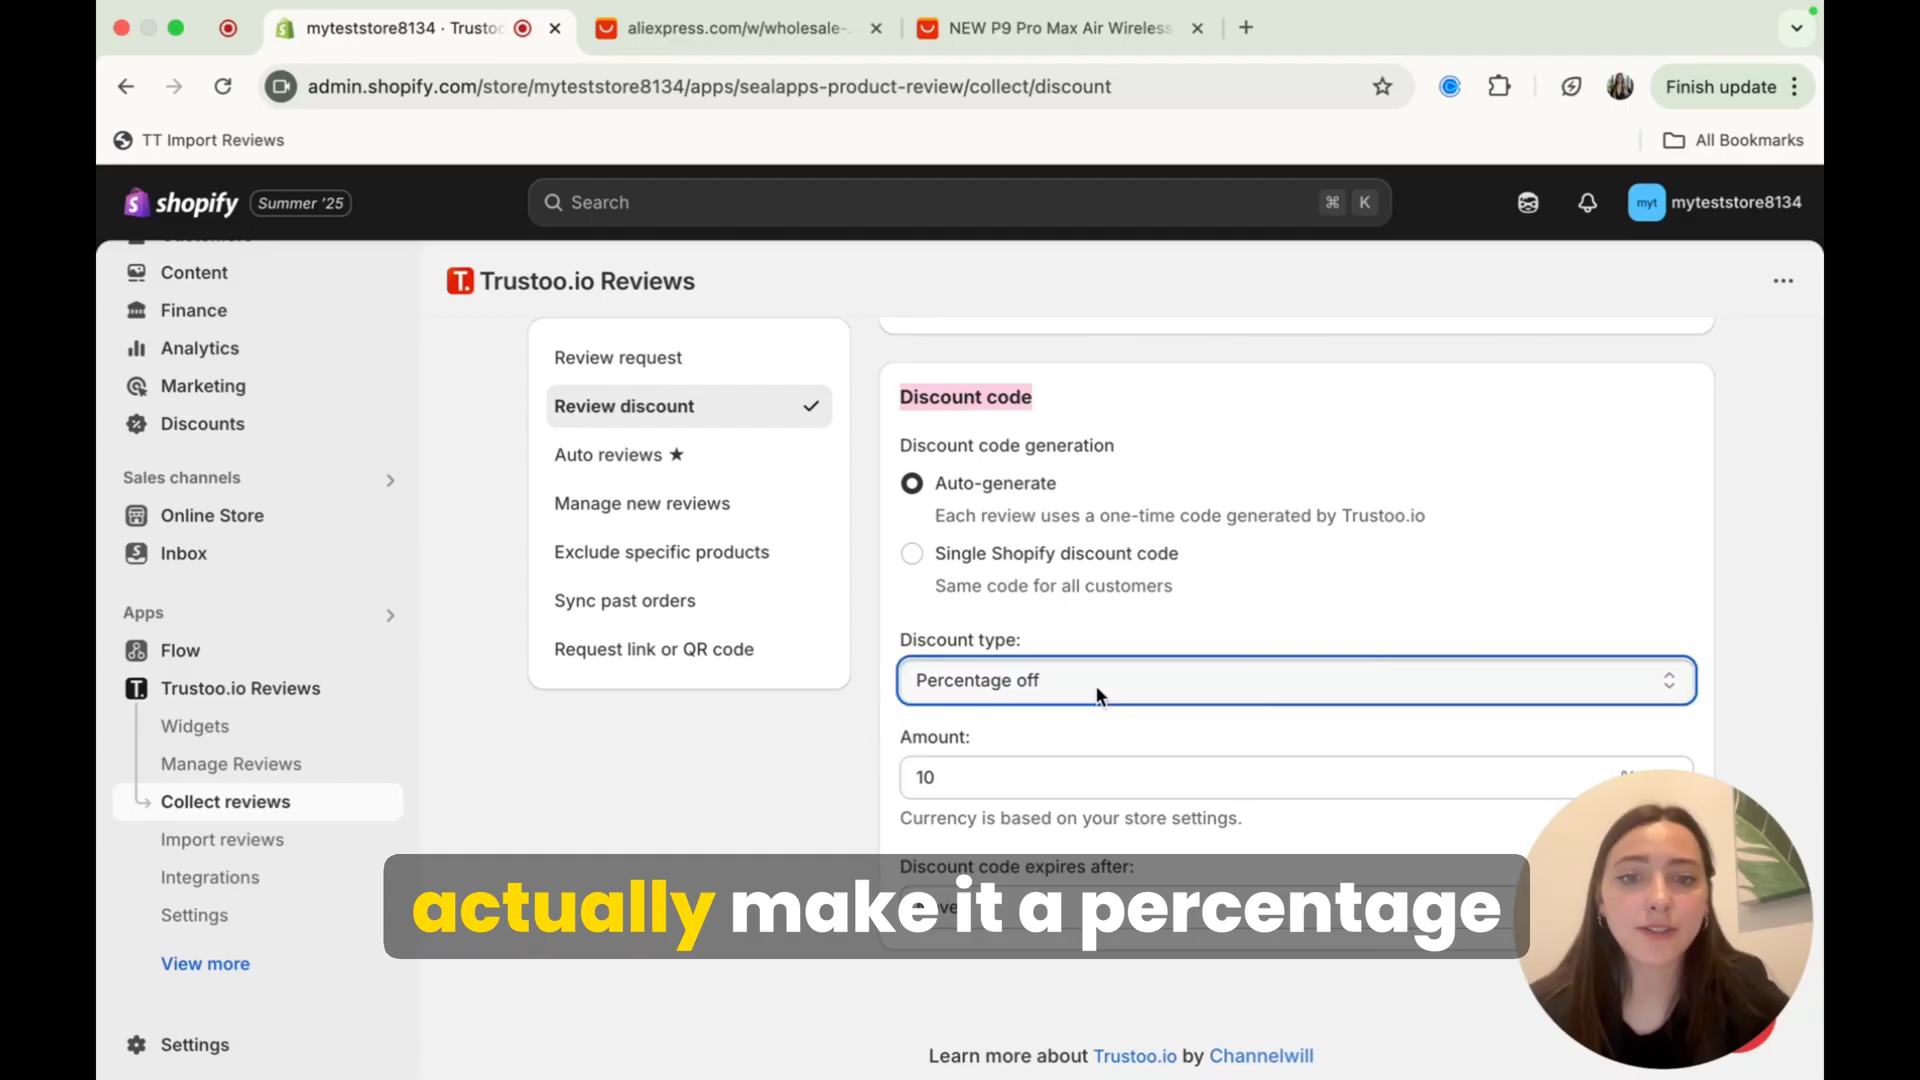 myteststore8134 · Trustoo
aliexpress.com/w/wholesale-
NEW P9 Pro Max Air Wireless
admin.shopify.com/store/myteststore8134/apps/sealapps-product-review/collect/discount
Finish update
TT Import Reviews
All Bookmarks
shopify
Summer '25
Search
⌘ K
myt
myteststore8134
Customers
Content
Finance
Analytics
Marketing
Discounts
Sales channels
Online Store
Inbox
Apps
Flow
Trustoo.io Reviews
Widgets
Manage Reviews
Collect reviews
Import reviews
Integrations
Settings
View more
Settings
T. Trustoo.io Reviews
Review request
Review discount
Auto reviews ★
Manage new reviews
Exclude specific products
Sync past orders
Request link or QR code
Discount code
Discount code generation
Auto-generate
Each review uses a one-time code generated by Trustoo.io
Single Shopify discount code
Same code for all customers
Discount type:
Percentage off
Amount:
10
Currency is based on your store settings.
Discount code expires after:
actually make it a percentage
Learn more about Trustoo.io by Channelwill